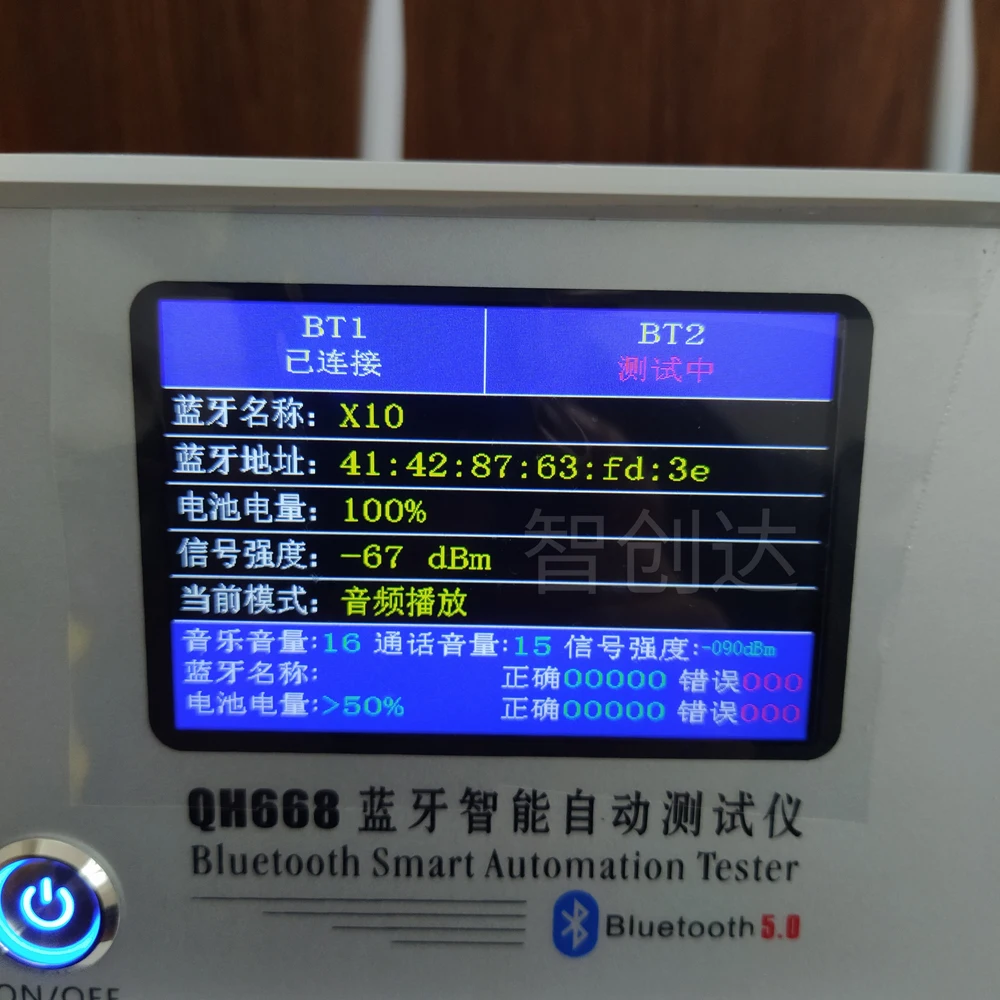 BT1 BT2
已连接 测试中
蓝牙名称: X10
蓝牙地址: 41:42:87:63:fd:3e
电池电量: 100%
信号强度: -67 dBm
智创达
当前模式: 音频播放
音乐音量:16 通话音量:15 信号强度:-090dBm
蓝牙名称: 正确00000 错误000
电池电量:>50% 正确00000 错误000
QH668 蓝牙智能自动测试仪
Bluetooth Smart Automation Tester
Bluetooth 5.0
ON/OFF